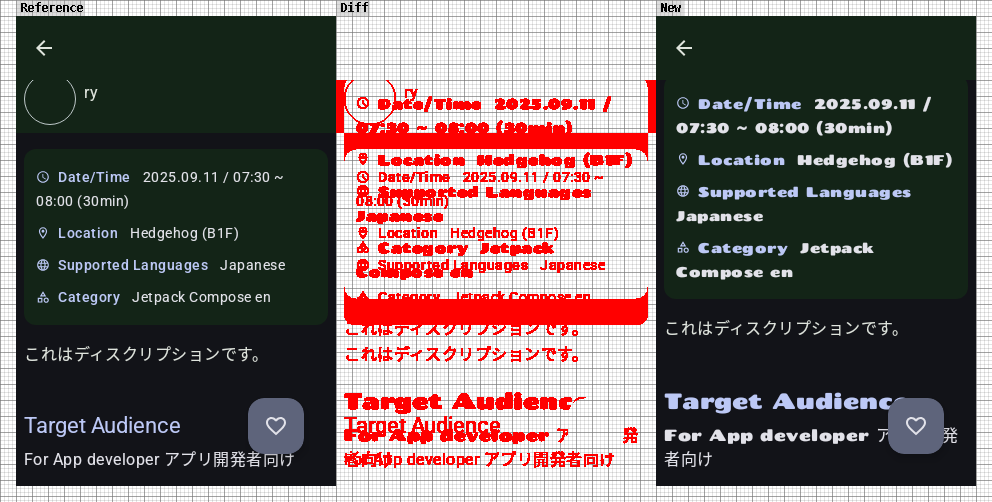 Reference
ry
Date/Time 2025.09.11 / 07:30 ~
08:00 (30min)
Location Hedgehog (B1F)
Supported Languages Japanese
Category Jetpack Compose en
これはディスクリプションです。
Target Audience
For App developer アプリ開発者向け
Diff
ry
Date/Time 2025.09.11 /
07:30 ~ 08:00 (30min)
Location Hedgehog (B1F)
Date/Time 2025.09.11 / 07:30 ~
Supported Languages
08:00 (30min)
Japanese
Location Hedgehog (B1F)
Category Jetpack
Supported Languages Japanese
Compose en
Category Jetpack Compose en
これはディスクリプションです。
これはディスクリプションです。
Target Audienc
Target Audience
For App developer ア 発
者向け
For App developer アプリ開発者向け
New
Date/Time 2025.09.11 /
07:30 ~ 08:00 (30min)
Location Hedgehog (B1F)
Supported Languages
Japanese
Category Jetpack
Compose en
これはディスクリプションです。
Target Audienc
For App developer ア 発
者向け